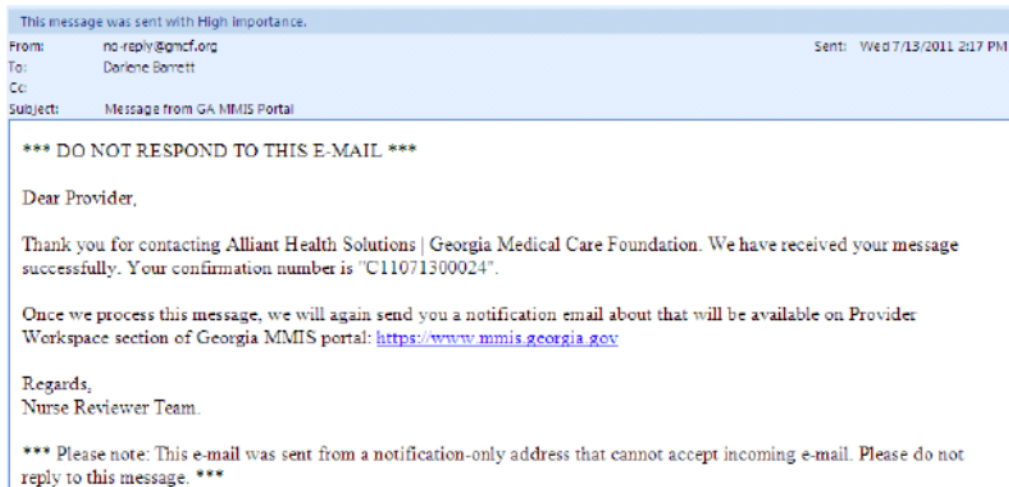 This message was sent with High importance.
From: no-reply@gmcf.org Sent: Wed 7/13/2011 2:17 PM
To: Darlene Barrett
Cc:
Subject: Message from GA MMIS Portal
*** DO NOT RESPOND TO THIS E-MAIL ***
Dear Provider,
Thank you for contacting Alliant Health Solutions | Georgia Medical Care Foundation. We have received your message
successfully. Your confirmation number is "C11071300024".
Once we process this message, we will again send you a notification email about that will be available on Provider
Workspace section of Georgia MMIS portal: https://www.mmis.georgia.gov
Regards,
Nurse Reviewer Team.
*** Please note: This e-mail was sent from a notification-only address that cannot accept incoming e-mail. Please do not
reply to this message. ***